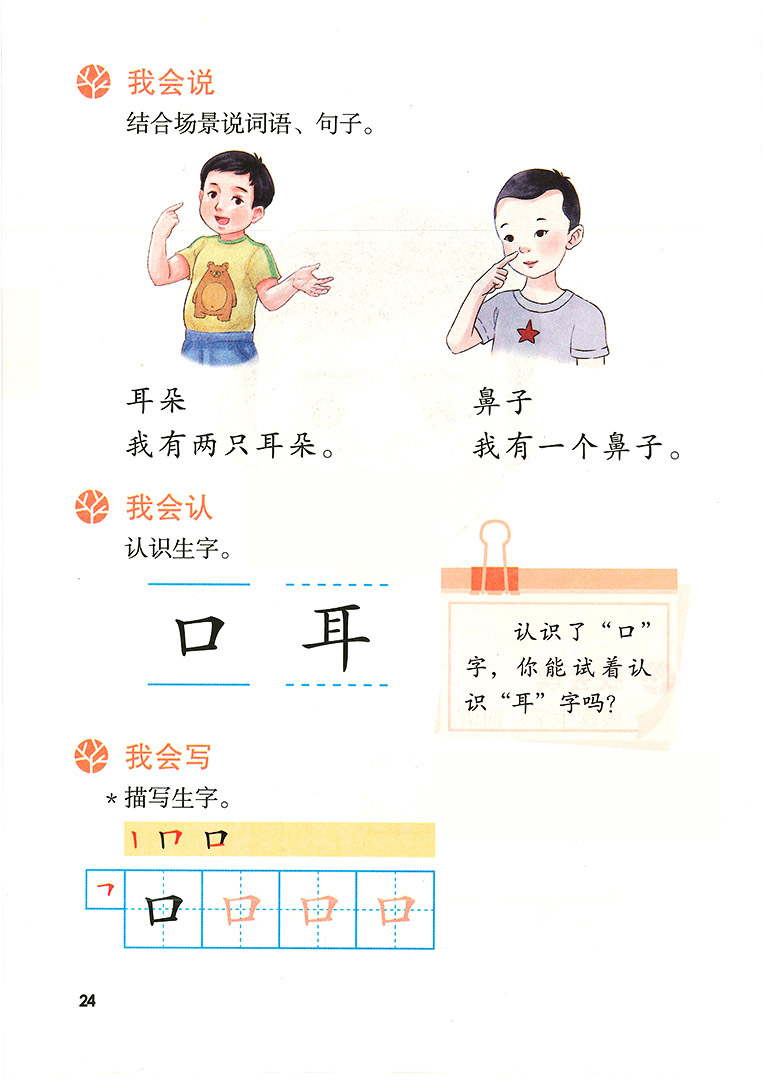 我会说
结合场景说词语、句子。
耳朵
我有两只耳朵。
鼻子
我有一个鼻子。
我会认
认识生字。
口 耳
认识了“口”
字，你能试着认
识“耳”字吗？
我会写
*描写生字。
丨 𠃍 口
𠃍 口 口 口 口
24